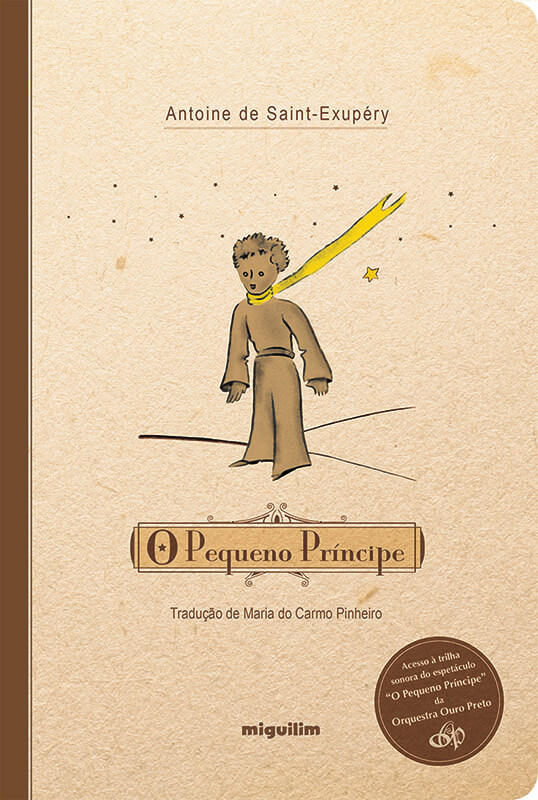 Antoine de Saint-Exupéry
O Pequeno Príncipe
Tradução de Maria do Carmo Pinheiro
Acesso à trilha
sonora do espetáculo
"O Pequeno Príncipe"
da
Orquestra Ouro Preto
miguilim